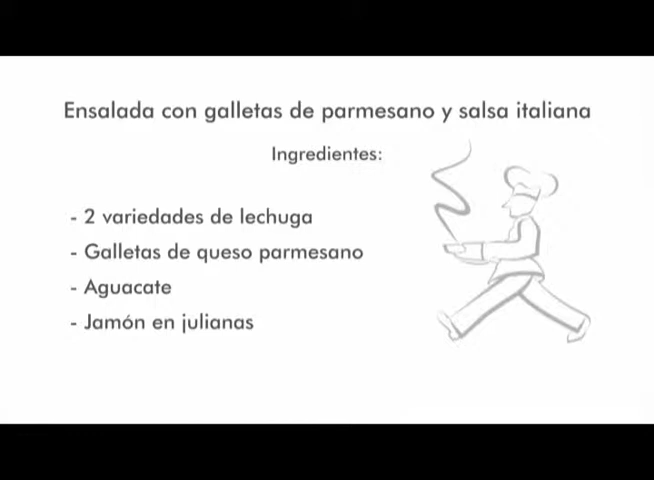 Ensalada con galletas de parmesano y salsa italiana
Ingredientes:
- 2 variedades de lechuga
- Galletas de queso parmesano
- Aguacate
- Jamón en julianas